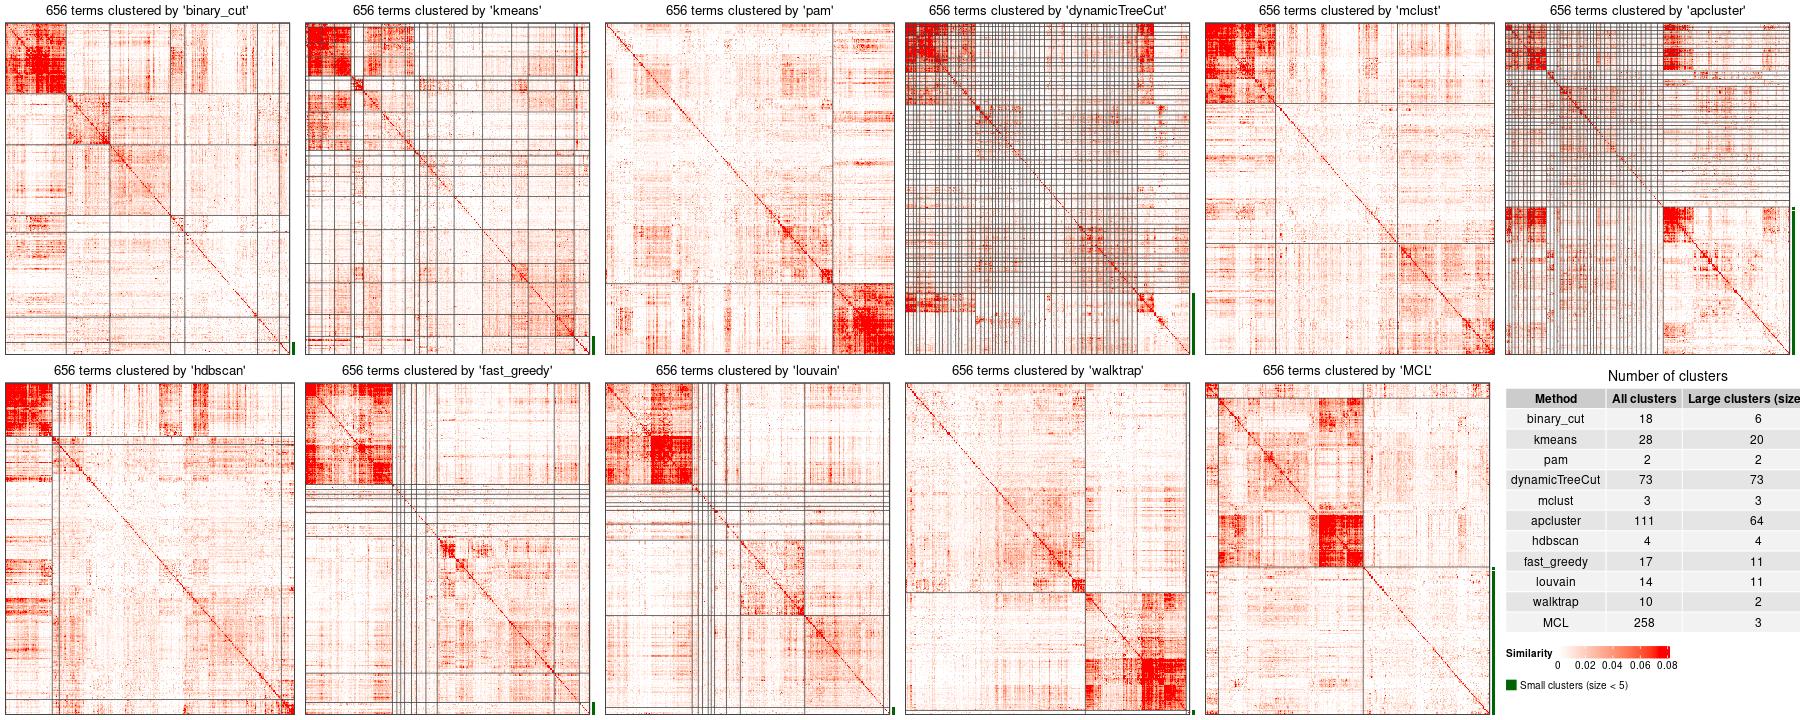 656 terms clustered by 'binary_cut'
656 terms clustered by 'kmeans'
656 terms clustered by 'pam'
656 terms clustered by 'dynamicTreeCut'
656 terms clustered by 'mclust'
656 terms clustered by 'apcluster'
656 terms clustered by 'hdbscan'
656 terms clustered by 'fast_greedy'
656 terms clustered by 'louvain'
656 terms clustered by 'walktrap'
656 terms clustered by 'MCL'
Number of clusters
Method All clusters Large clusters (size
binary_cut 18 6
kmeans 28 20
pam 2 2
dynamicTreeCut 73 73
mclust 3 3
apcluster 111 64
hdbscan 4 4
fast_greedy 17 11
louvain 14 11
walktrap 10 2
MCL 258 3
Similarity
0 0.02 0.04 0.06 0.08
Small clusters (size < 5)